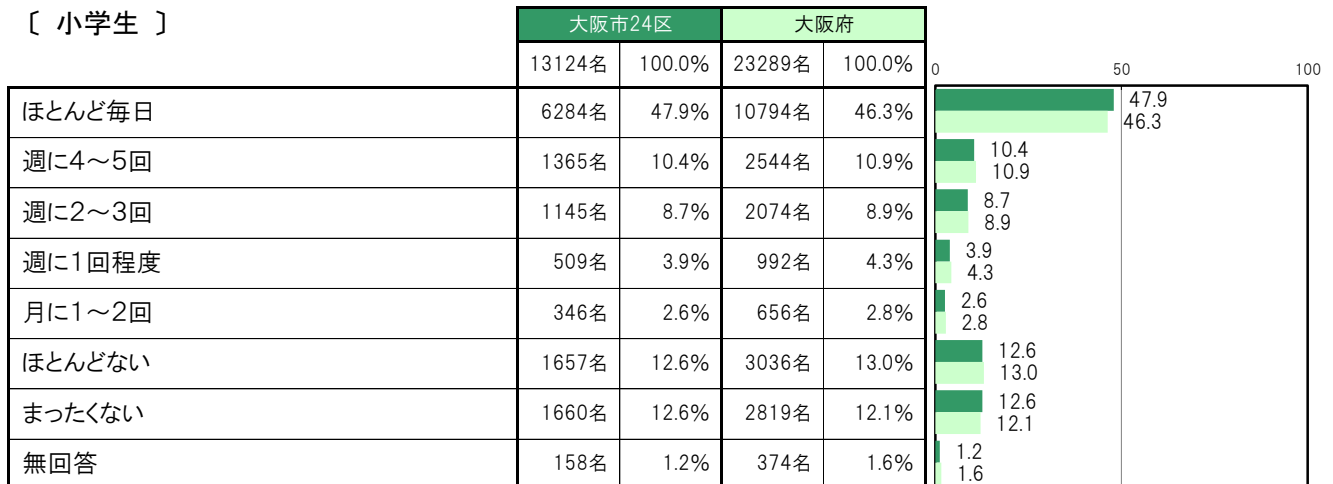 〔 小学生 〕
大阪市24区 大阪府
13124名 100.0% 23289名 100.0%
0 50 100
ほとんど毎日 6284名 47.9% 10794名 46.3% 47.9
46.3
週に4～5回 1365名 10.4% 2544名 10.9% 10.4
10.9
週に2～3回 1145名 8.7% 2074名 8.9% 8.7
8.9
週に1回程度 509名 3.9% 992名 4.3% 3.9
4.3
月に1～2回 346名 2.6% 656名 2.8% 2.6
2.8
ほとんどない 1657名 12.6% 3036名 13.0% 12.6
13.0
まったくない 1660名 12.6% 2819名 12.1% 12.6
12.1
無回答 158名 1.2% 374名 1.6% 1.2
1.6